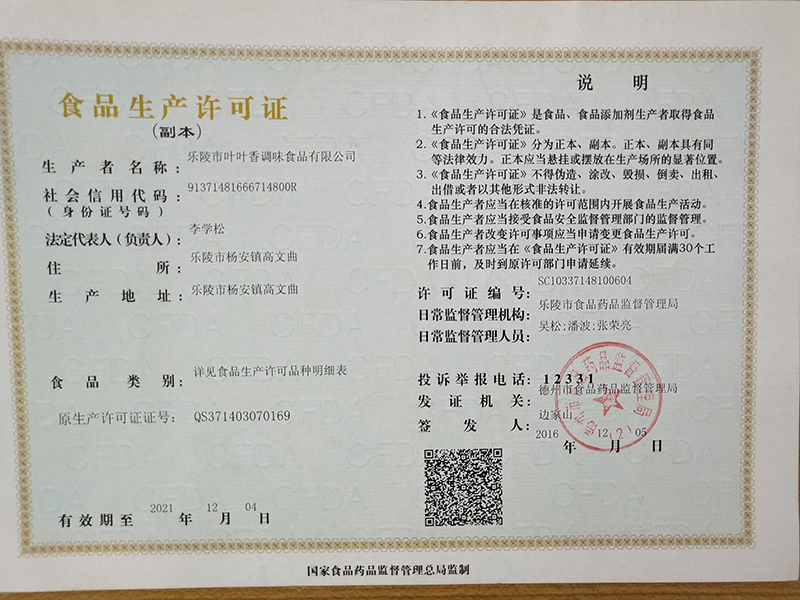 食品生产许可证
(副本)
生产者名称： 乐陵市叶叶香调味食品有限公司
社会信用代码： 91371481666714800R
(身份证号码)
法定代表人(负责人)： 李学松
住 所： 乐陵市杨安镇高文曲
生产地址： 乐陵市杨安镇高文曲
食品类别： 详见食品生产许可品种明细表
原生产许可证证号： QS371403070169
有效期至 2021 年 12 月 04 日
说 明
1.《食品生产许可证》是食品、食品添加剂生产者取得食品
生产许可的合法凭证。
2.《食品生产许可证》分为正本、副本。正本、副本具有同
等法律效力。正本应当悬挂或摆放在生产场所的显著位置。
3.《食品生产许可证》不得伪造、涂改、毁损、倒卖、出租、
出借或者以其他形式非法转让。
4.食品生产者应当在核准的许可范围内开展食品生产活动。
5.食品生产者应当接受食品安全监督管理部门的监督管理。
6.食品生产者改变许可事项应当申请变更食品生产许可。
7.食品生产者应当在《食品生产许可证》有效期届满30个工
作日前，及时到原许可部门申请延续。
许可证编号： SC10337148100604
日常监督管理机构： 乐陵市食品药品监督管理局
日常监督管理人员： 吴松;潘波;张荣亮
投诉举报电话： 12331
发证机关： 德州市食品药品监督管理局
签发人： 边家山
2016 年 12 月 05 日
国家食品药品监督管理总局监制